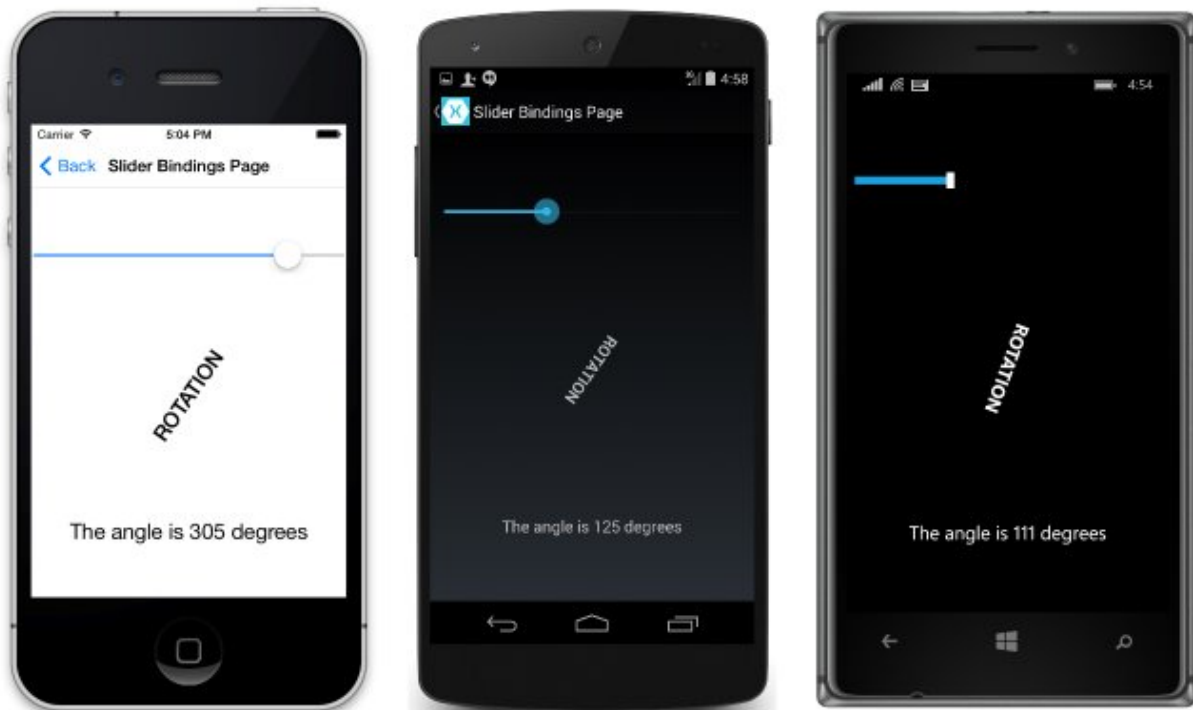 Carrier 5:04 PM
Back Slider Bindings Page
ROTATION
The angle is 305 degrees
4:58
Slider Bindings Page
ROTATION
The angle is 125 degrees
4:54
ROTATION
The angle is 111 degrees